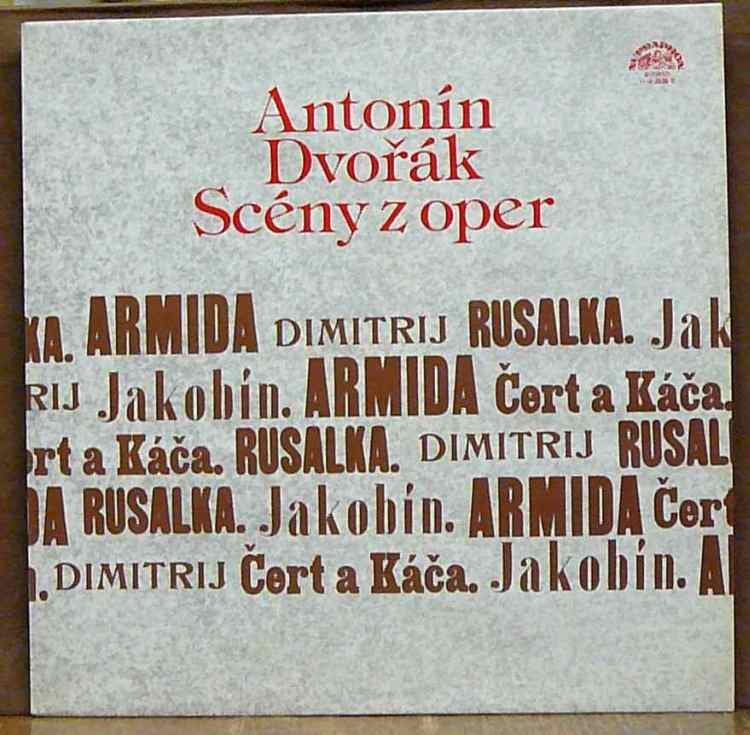 SUPRAPHON
Antonín
Dvořák
Scény z oper
KA. ARMIDA DIMITRIJ RUSALKA. Jak
RIJ Jakobín. ARMIDA Čert a Káča.
rt a Káča. RUSALKA. DIMITRIJ RUSAL
DA RUSALKA. Jakobín. ARMIDA Čert
n. DIMITRIJ Čert a Káča. Jakobín. A